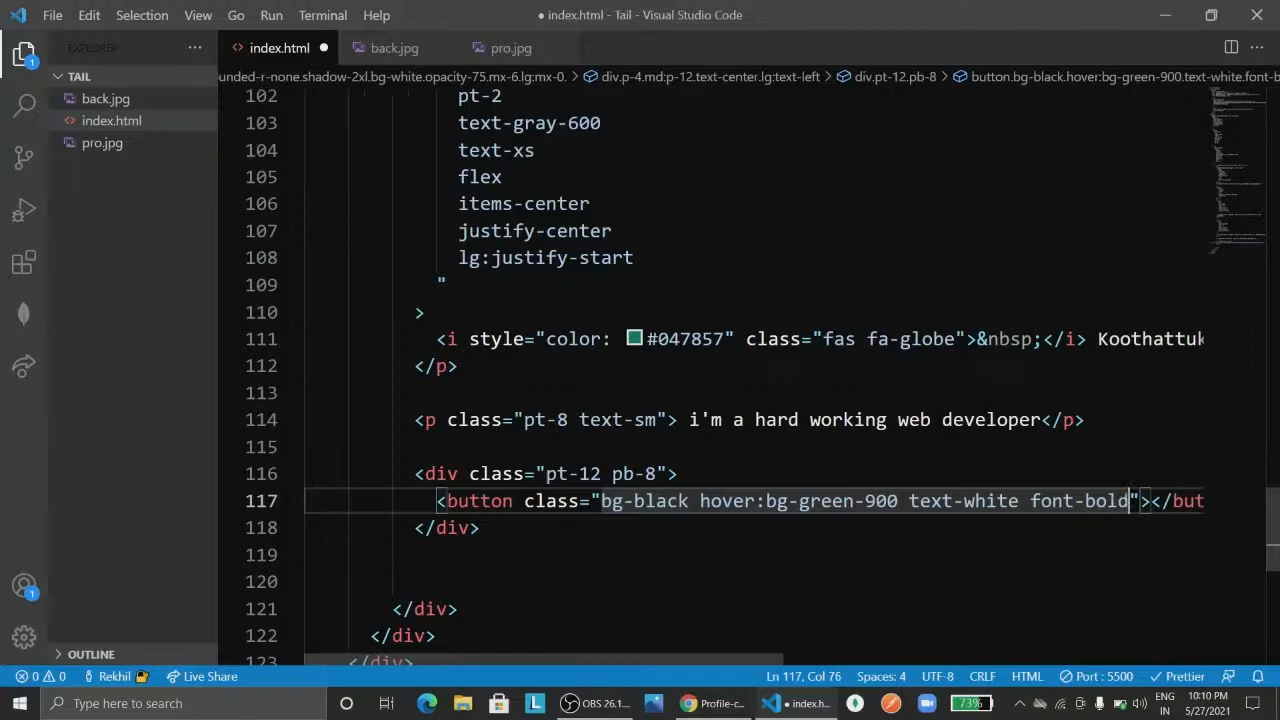 File Edit Selection View Go Run Terminal Help
● index.html - Tail - Visual Studio Code
EXPLORER ···
index.html ●
back.jpg
pro.jpg
TAIL
unded-r-none.shadow-2xl.bg-white.opacity-75.mx-6.lg:mx-0. > div.p-4.md:p-12.text-center.lg:text-left > div.pt-12.pb-8 > button.bg-black.hover:bg-green-900.text-white.font-b
back.jpg
index.html
pro.jpg
102 pt-2
103 text-gray-600
104 text-xs
105 flex
106 items-center
107 justify-center
108 lg:justify-start
109 "
110 >
111 <i style="color: #047857" class="fas fa-globe">&nbsp;</i> Koothattuk
112 </p>
113
114 <p class="pt-8 text-sm"> i'm a hard working web developer</p>
115
116 <div class="pt-12 pb-8">
117 <button class="bg-black hover:bg-green-900 text-white font-bold"></but
118 </div>
119
120
121 </div>
122 </div>
123 </div>
1
1
OUTLINE
0 0 Rekhil Live Share Ln 117, Col 76 Spaces: 4 UTF-8 CRLF HTML Port : 5500 Prettier
Type here to search
L
OBS 26.1...
Profile-c...
● index.h...
73%
ENG
IN
10:10 PM
5/27/2021